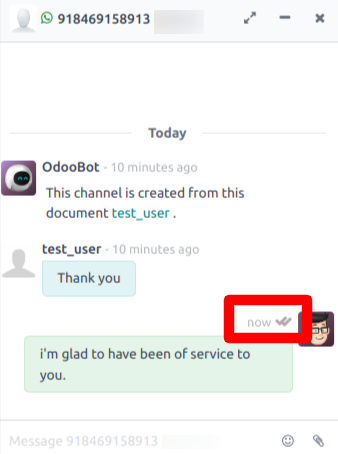 918469158913
Today
OdooBot - 10 minutes ago
This channel is created from this
document test_user .
test_user - 10 minutes ago
Thank you
now
i'm glad to have been of service to
you.
Message 918469158913